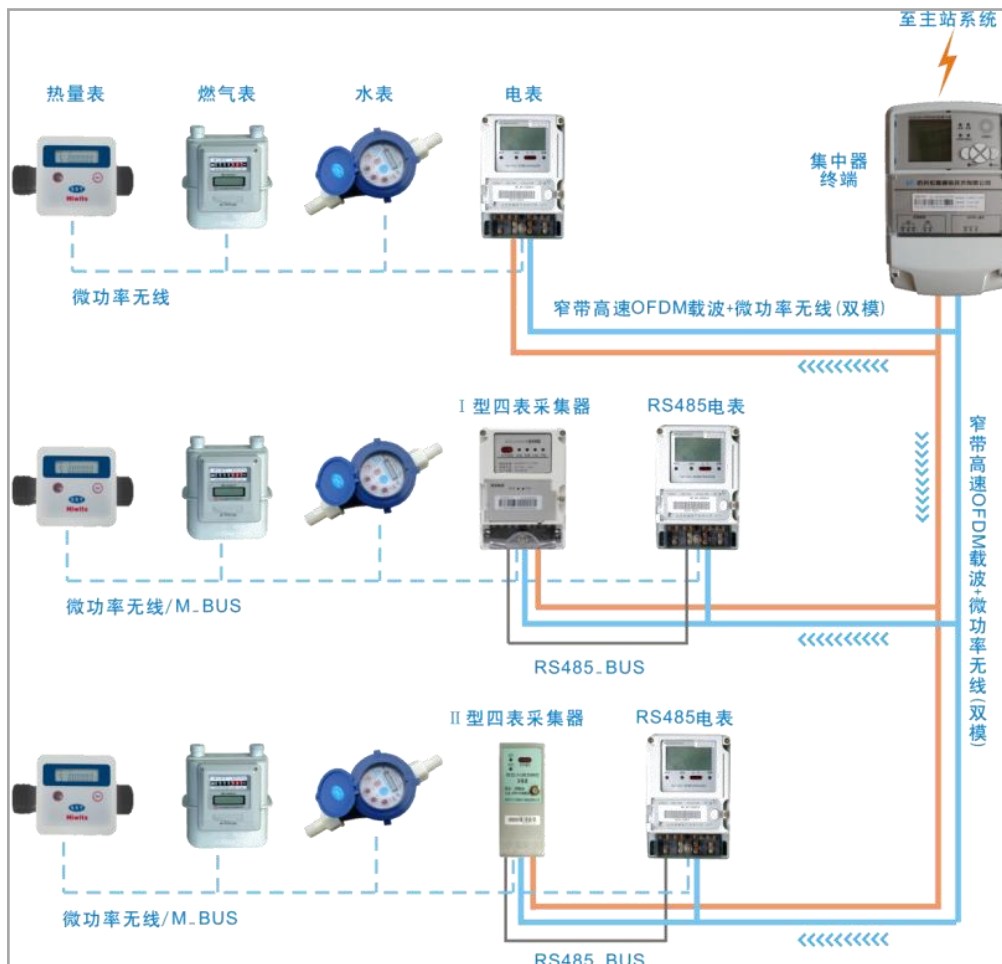 至主站系统
热量表
燃气表
水表
电表
集中器
终端
Hiwits
微功率无线
窄带高速OFDM载波+微功率无线(双模)
I型四表采集器
RS485电表
窄带高速OFDM载波+微功率无线(双模)
Hiwits
微功率无线/M_BUS
RS485_BUS
II型四表采集器
RS485电表
Hiwits
微功率无线/M_BUS
RS485_BUS